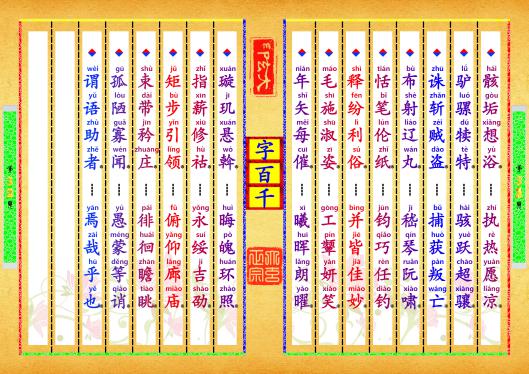 hái 骸 gòu 垢 xiǎng 想 yù 浴 …… zhí 执 rè 热 yuàn 愿 liáng 凉
lǘ 驴 luó 骡 dú 犊 tè 特 …… hài 骇 yuè 跃 chāo 超 xiāng 骧
zhū 诛 zhǎn 斩 zéi 贼 dào 盗 …… bǔ 捕 huò 获 pàn 叛 wáng 亡
bù 布 shè 射 liáo 辽 wán 丸 …… jī 嵇 qín 琴 ruǎn 阮 xiào 啸
tián 恬 bǐ 笔 lún 伦 zhǐ 纸 …… jūn 钧 qiǎo 巧 rén 任 diào 钓
shì 释 fēn 纷 lì 利 sú 俗 …… bìng 并 jiē 皆 jiā 佳 miào 妙
máo 毛 shī 施 shū 淑 zī 姿 …… gōng 工 pín 颦 yán 妍 xiào 笑
nián 年 shǐ 矢 měi 每 cuī 催 …… xī 曦 huī 晖 lǎng 朗 yào 曜
字百千
xuán 璇 jī 玑 xuán 悬 wò 斡 …… huì 晦 pò 魄 huán 环 zhào 照
zhǐ 指 xīn 薪 xiū 修 hù 祜 …… yǒng 永 suí 绥 jí 吉 shào 劭
jǔ 矩 bù 步 yǐn 引 lǐng 领 …… fǔ 俯 yǎng 仰 láng 廊 miào 庙
shù 束 dài 带 jīn 矜 zhuāng 庄 …… pái 徘 huái 徊 zhān 瞻 tiào 眺
gū 孤 lòu 陋 guǎ 寡 wén 闻 …… yú 愚 méng 蒙 děng 等 qiào 诮
wèi 谓 yǔ 语 zhù 助 zhě 者 …… yān 焉 zāi 哉 hū 乎 yě 也